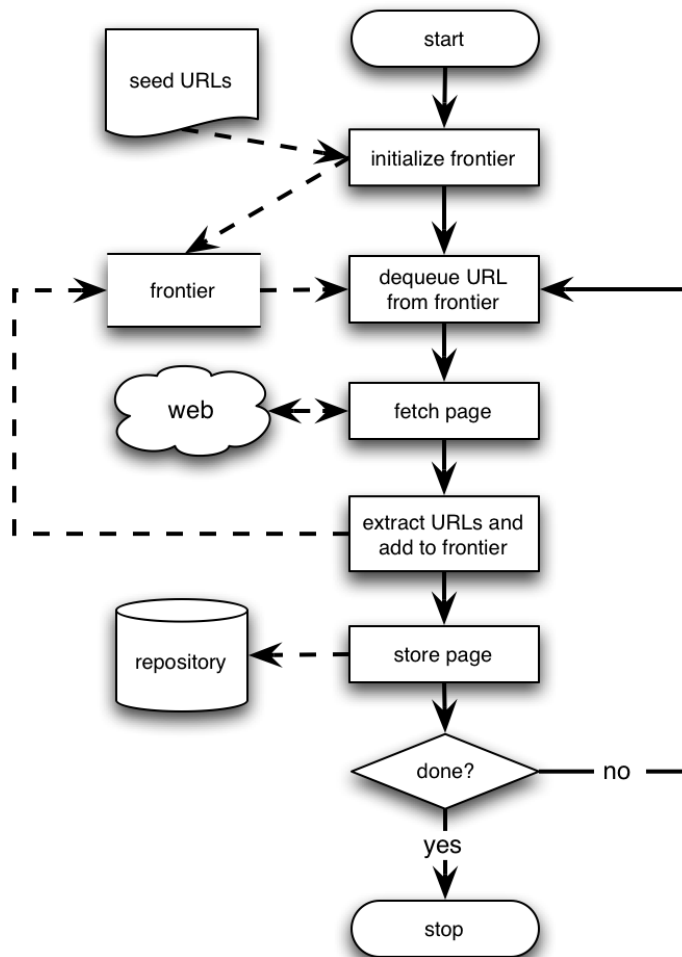 start
seed URLs
initialize frontier
frontier
dequeue URL
from frontier
web
fetch page
extract URLs and
add to frontier
repository
store page
done?
no
yes
stop